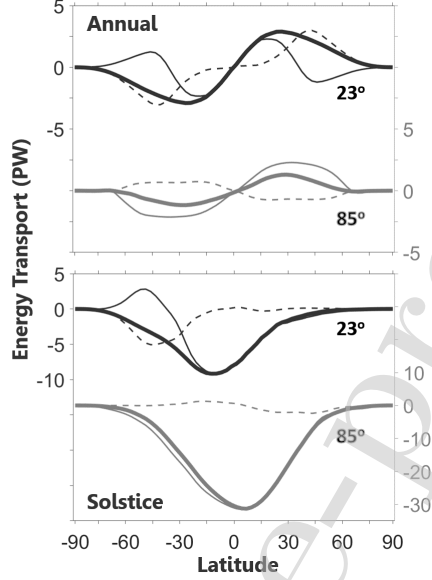 5
Annual
0
23º
-5
5
0
85º
-5
Energy Transport (PW)
5
0
23º
-5
-10
10
0
85º
-10
-20
Solstice
-30
-90 -60 -30 0 30 60 90
Latitude
e-pr